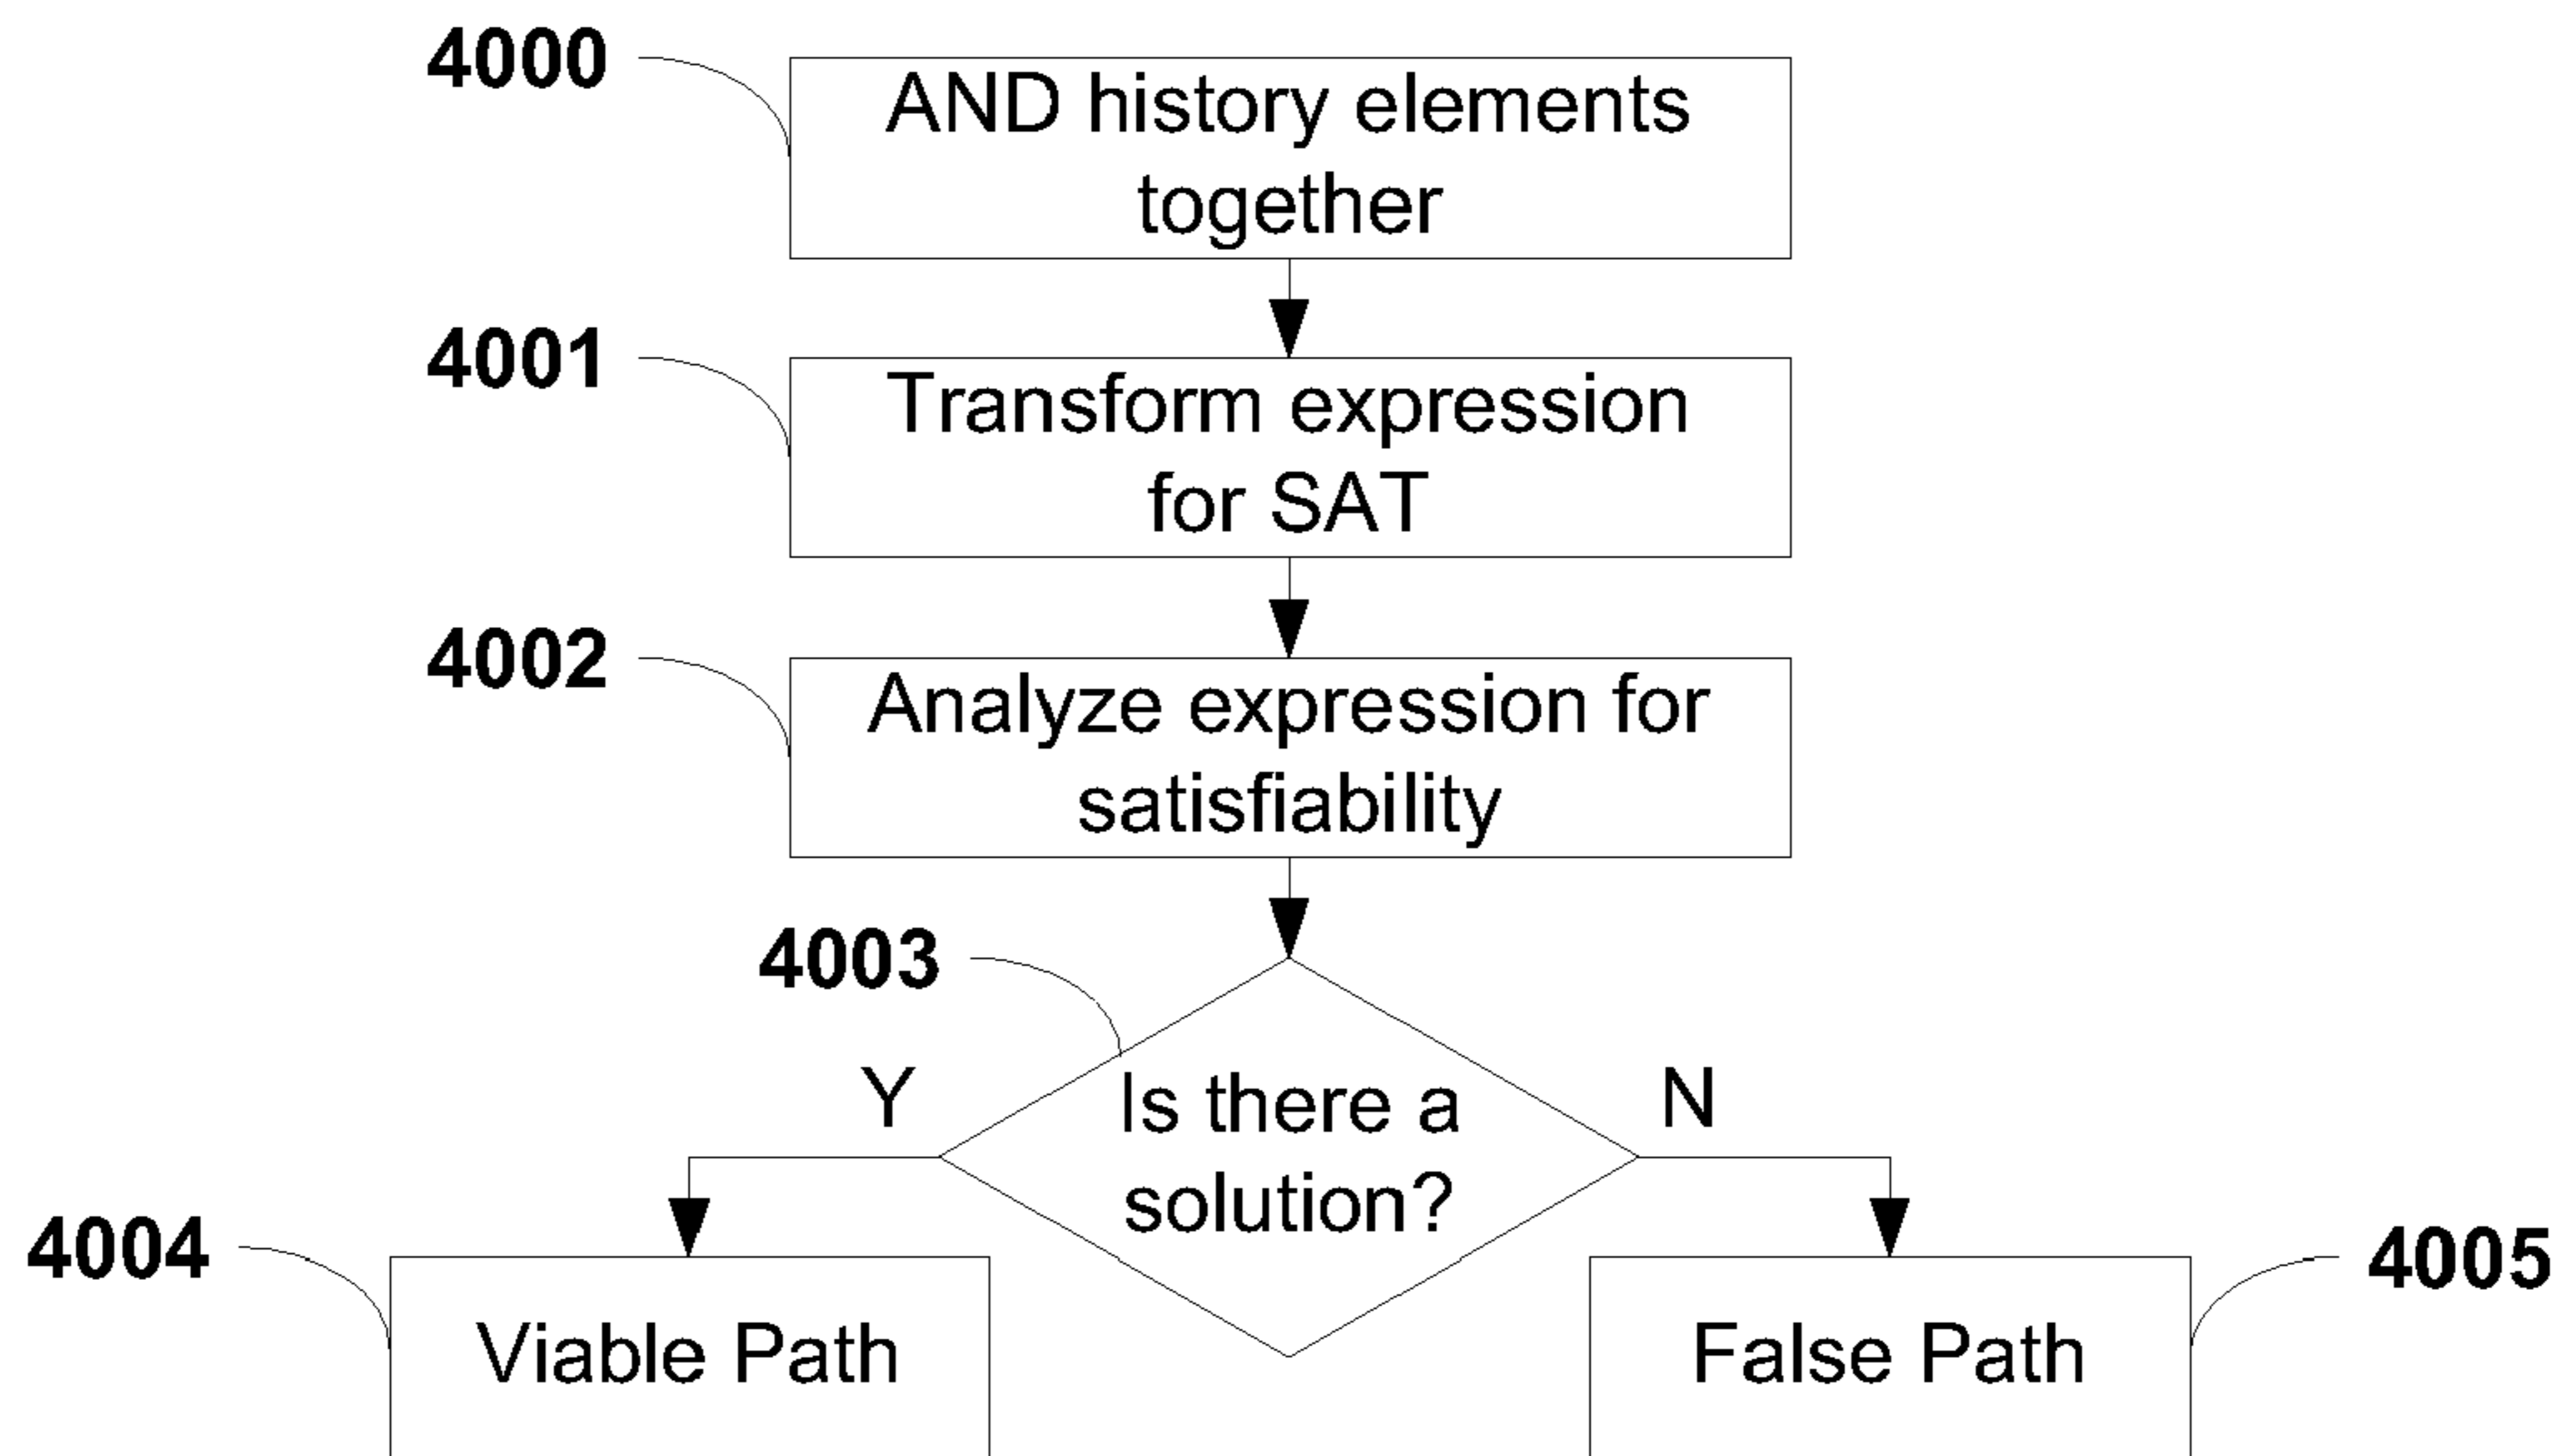 4000
AND history elements
together
4001
Transform expression
for SAT
4002
Analyze expression for
satisfiability
4003
Y
Is there a
solution?
N
4004
Viable Path
False Path
4005